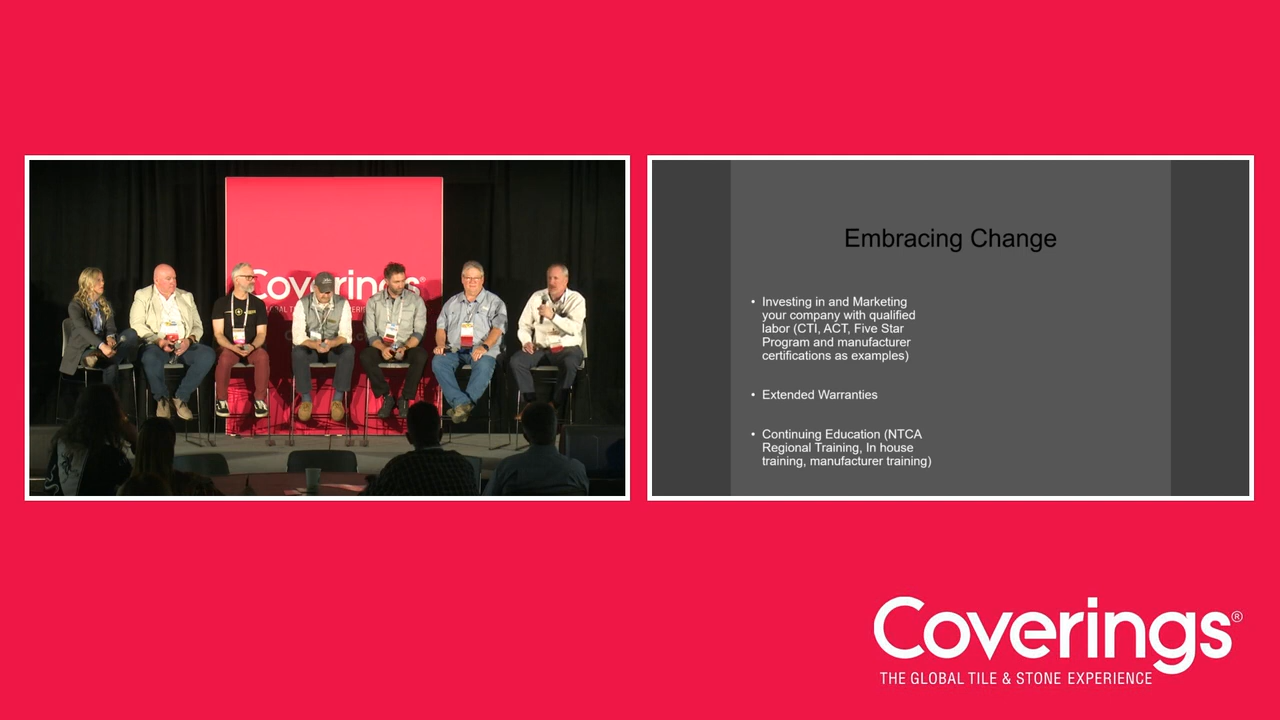 Coverings®
Embracing Change
• Investing in and Marketing
your company with qualified
labor (CTI, ACT, Five Star
Program and manufacturer
certifications as examples)
• Extended Warranties
• Continuing Education (NTCA
Regional Training, In house
training, manufacturer training)
Coverings®
THE GLOBAL TILE & STONE EXPERIENCE